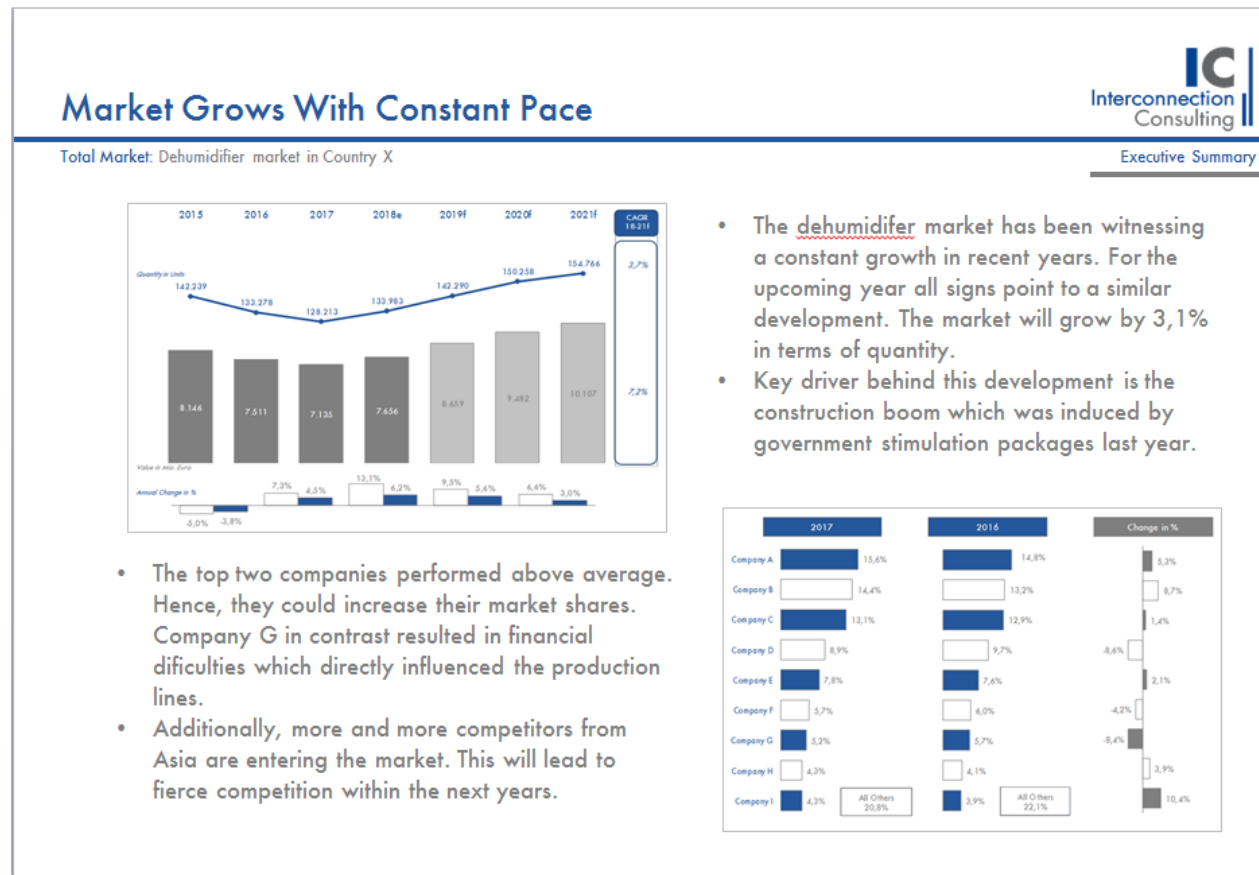 IC
Interconnection
Consulting
Market Grows With Constant Pace
Total Market: Dehumidifier market in Country X
Executive Summary
2015 2016 2017 2018e 2019f 2020f 2021f CAGR
18-21f
Quantity in Units
142.239 133.278 128.213 133.983 142.290 150.258 154.766 3,7%
8.146 7.511 7.135 7.656 8.659 9.482 10.107 7,2%
Value in mio. Euro
Annual Change in %
-5,0% -3,8% 7,3% 4,5% 13,1% 6,2% 9,5% 5,6% 6,4% 3,0%
• The dehumidifer market has been witnessing
a constant growth in recent years. For the
upcoming year all signs point to a similar
development. The market will grow by 3,1%
in terms of quantity.
• Key driver behind this development is the
construction boom which was induced by
government stimulation packages last year.
• The top two companies performed above average.
Hence, they could increase their market shares.
Company G in contrast resulted in financial
dificulties which directly influenced the production
lines.
• Additionally, more and more competitors from
Asia are entering the market. This will lead to
fierce competition within the next years.
2017 2016 Change in %
Company A 15,6% 14,8% 5,3%
Company B 14,4% 13,2% 8,7%
Company C 13,1% 12,9% 1,4%
Company D 8,9% 9,7% -8,6%
Company E 7,8% 7,6% 2,1%
Company F 5,7% 6,0% -4,2%
Company G 5,2% 5,7% -8,4%
Company H 4,3% 4,1% 3,9%
Company I 4,3% All Others 3,9% All Others 10,4%
20,8% 22,1%